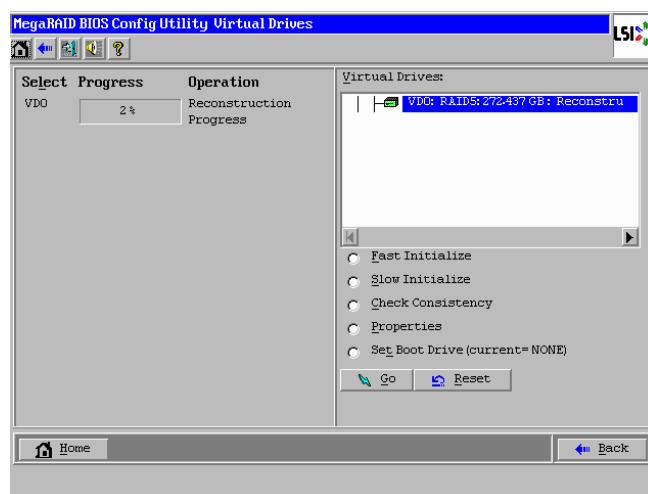 MegaRAID BIOS Config Utility Virtual Drives
LSI
Select Progress Operation
VD0 2% Reconstruction
Progress
Virtual Drives:
VD0: RAID5: 272.437 GB: Reconstru
Fast Initialize
Slow Initialize
Check Consistency
Properties
Set Boot Drive (current= NONE)
Go Reset
Home Back